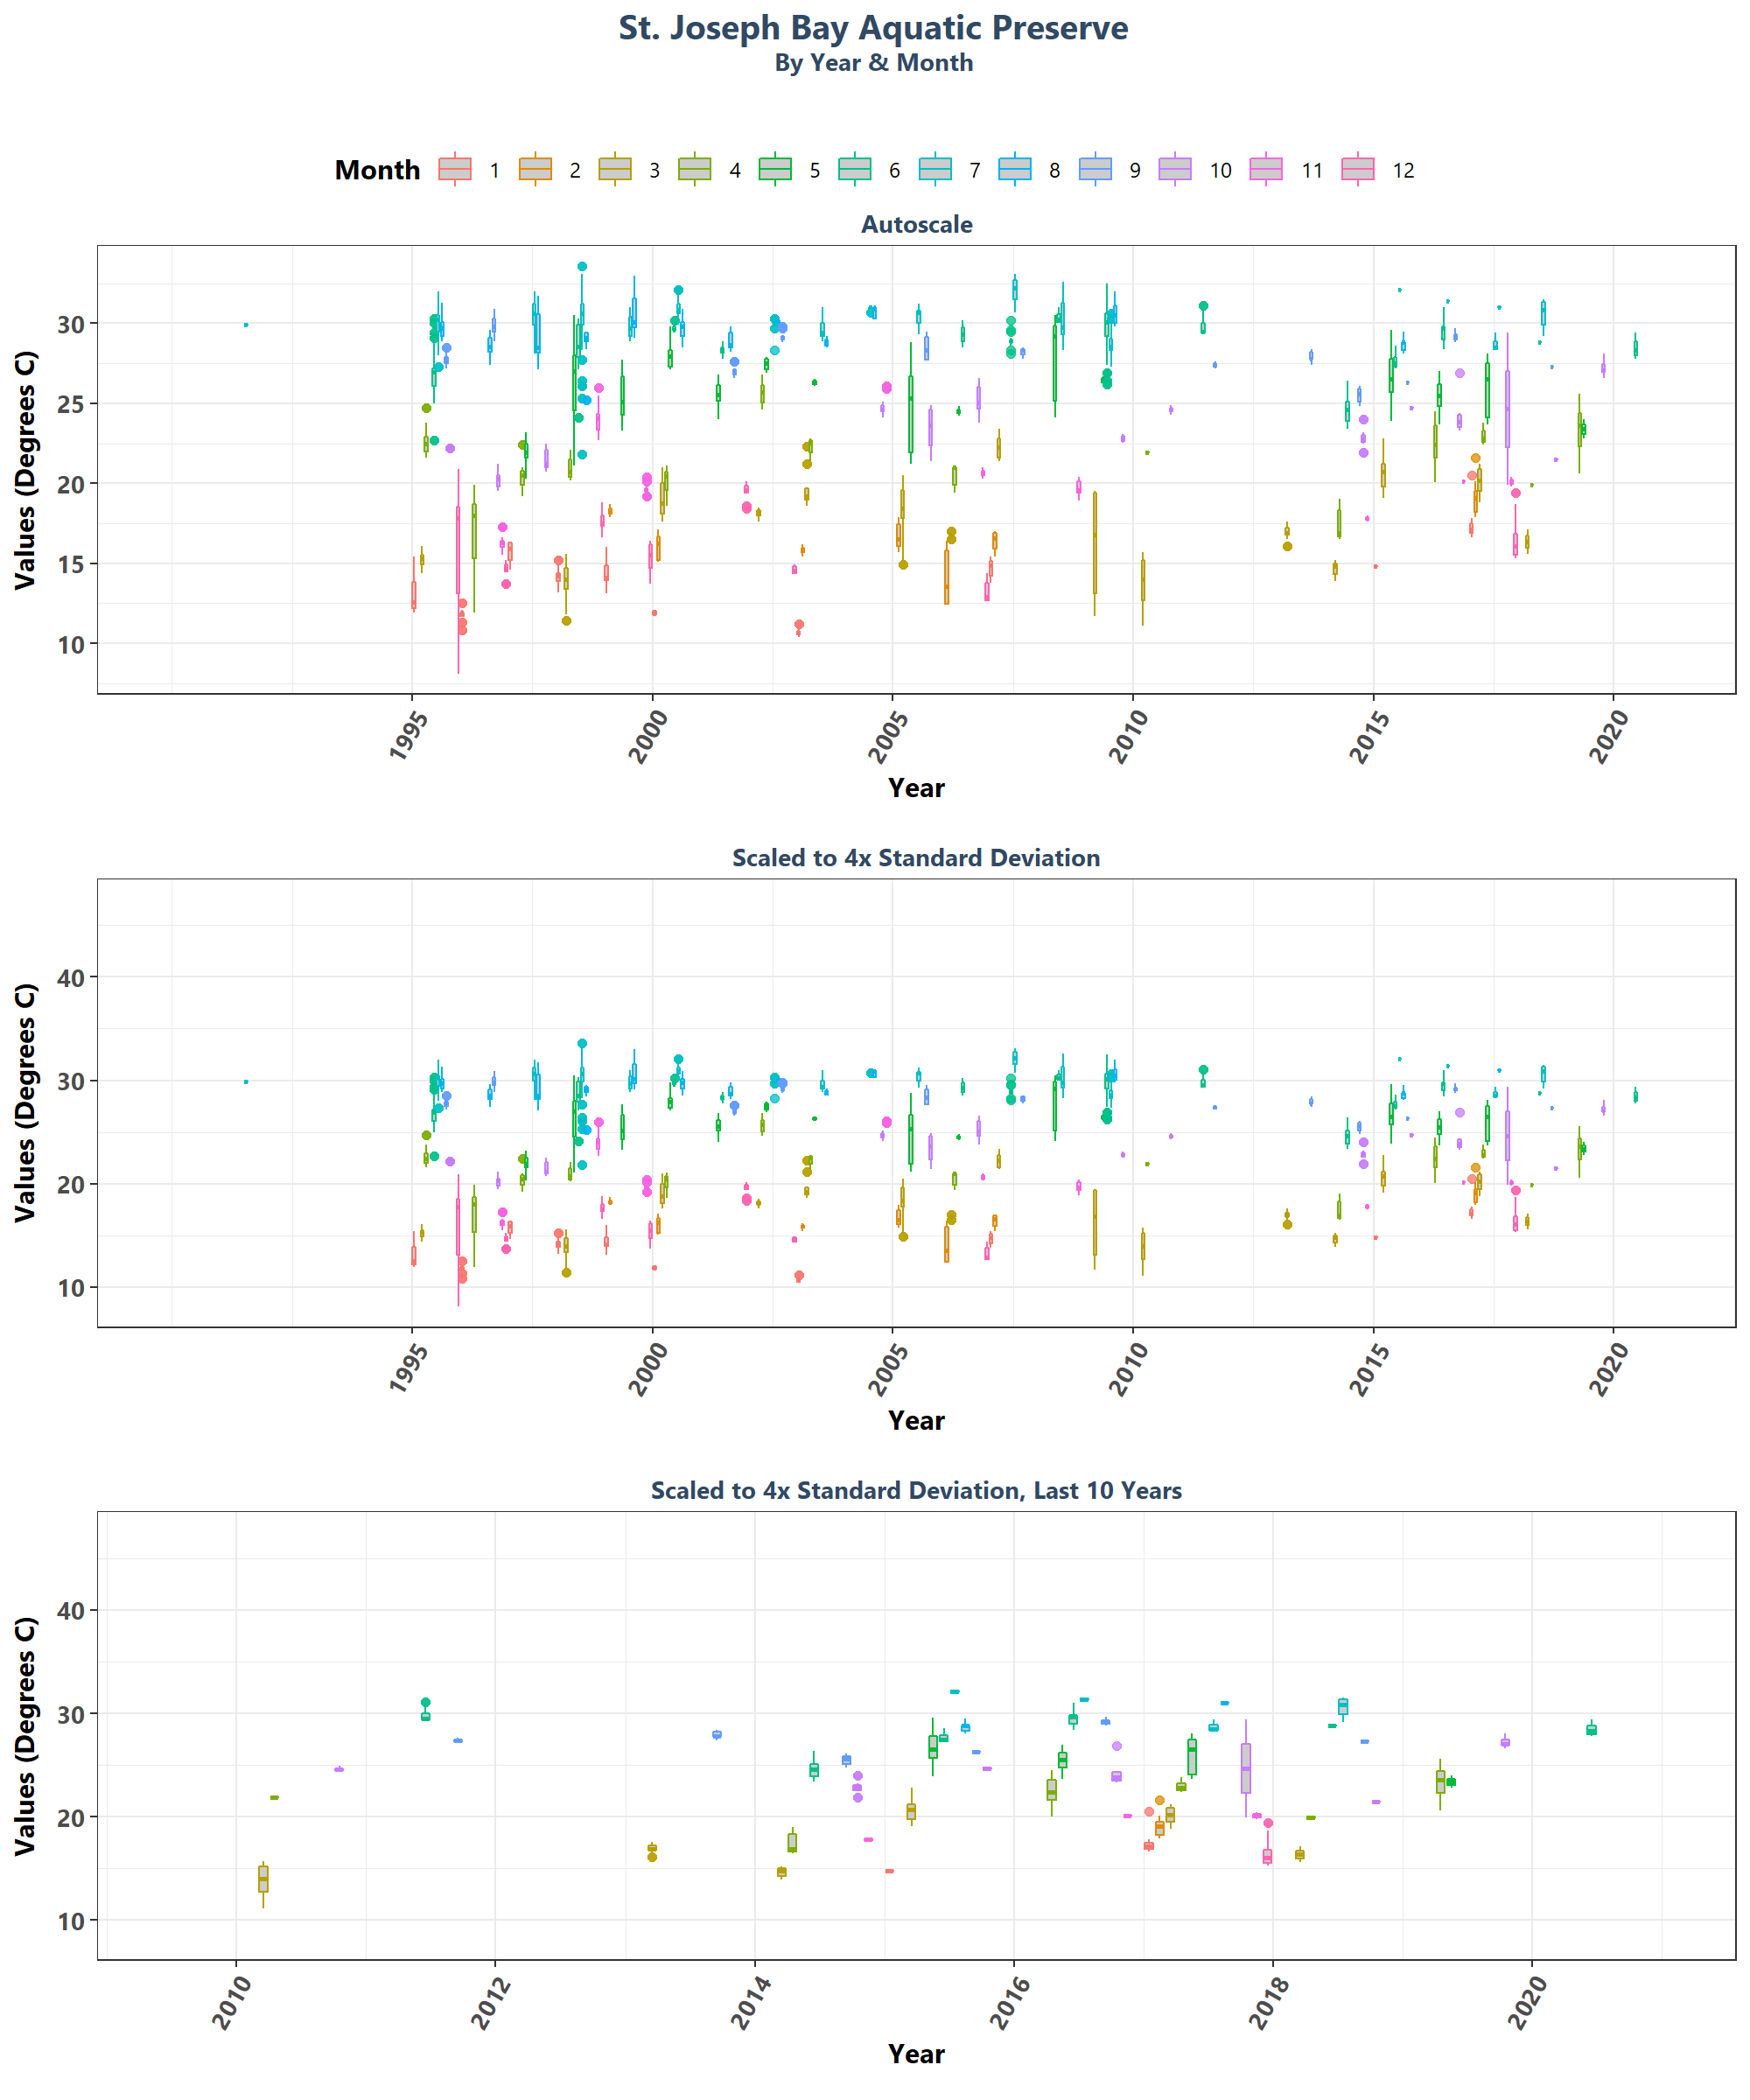 St. Joseph Bay Aquatic Preserve
By Year & Month
Month 1 2 3 4 5 6 7 8 9 10 11 12
Autoscale
Values (Degrees C)
30
25
20
15
10
1995 2000 2005 2010 2015 2020
Year
Scaled to 4x Standard Deviation
Values (Degrees C)
40
30
20
10
1995 2000 2005 2010 2015 2020
Year
Scaled to 4x Standard Deviation, Last 10 Years
Values (Degrees C)
40
30
20
10
2010 2012 2014 2016 2018 2020
Year